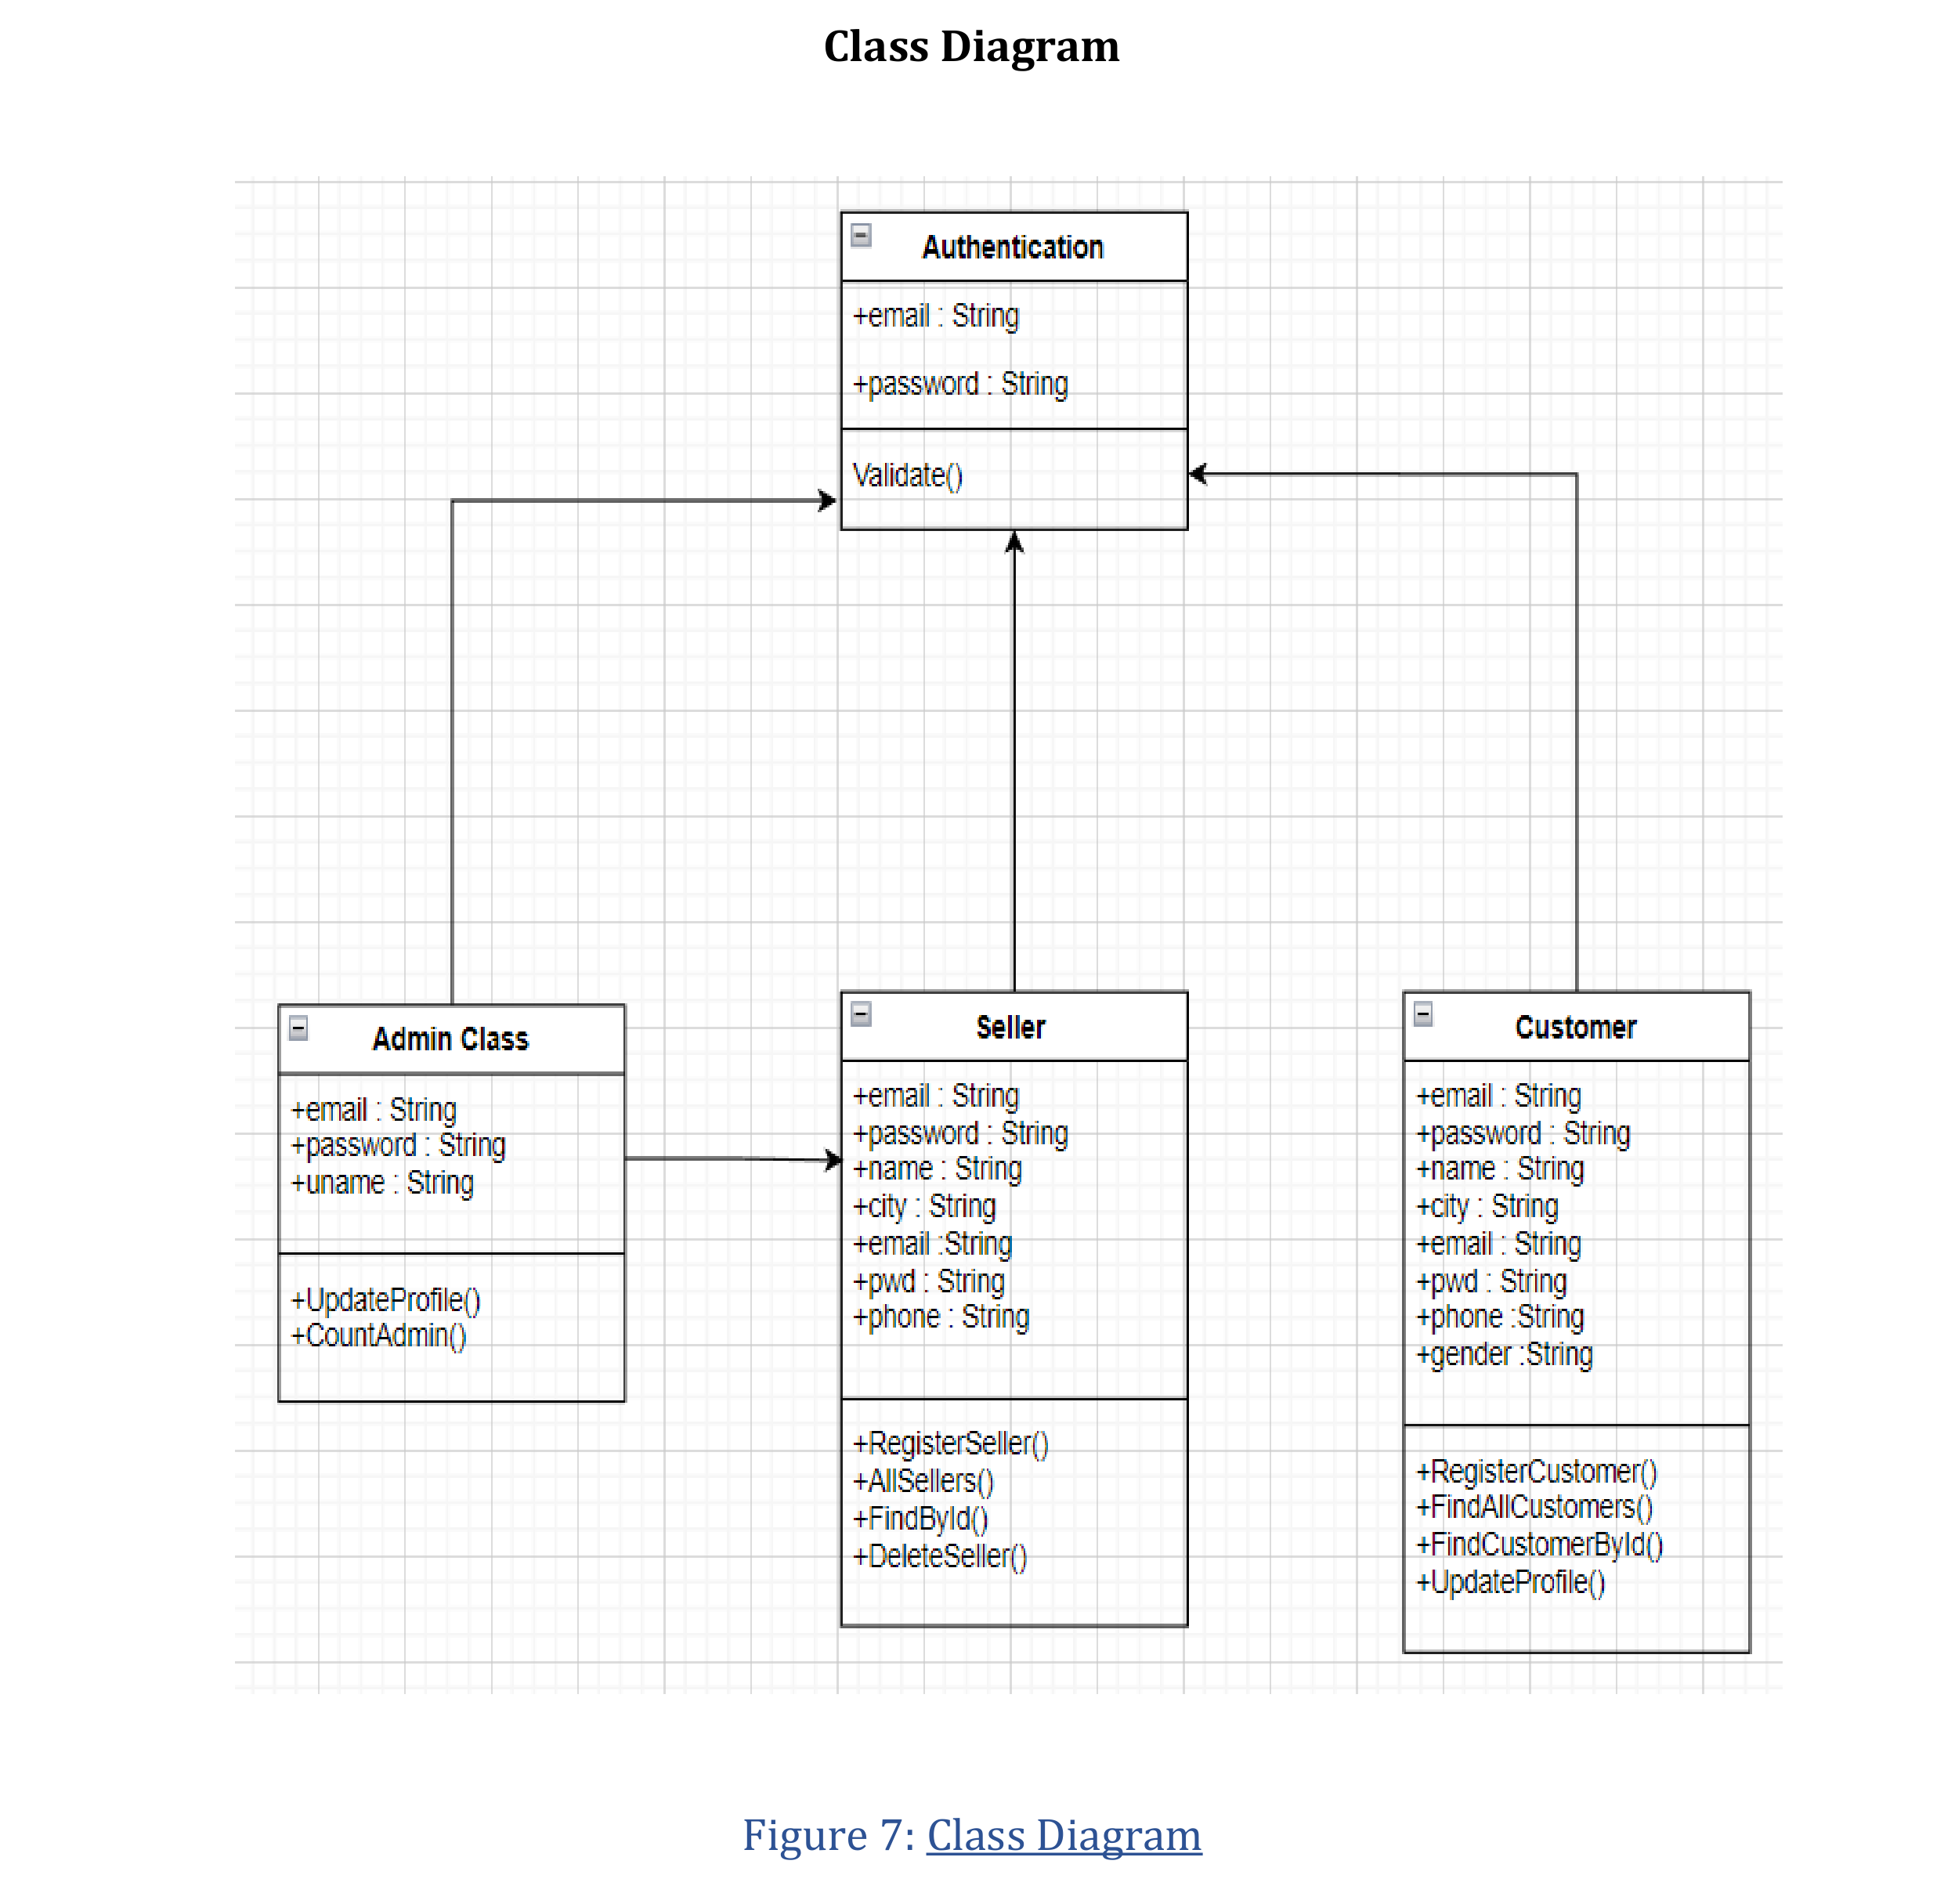 Class Diagram
Authentication
+email : String
+password : String
Validate()
Admin Class
+email : String
+password : String
+uname : String
+UpdateProfile()
+CountAdmin()
Seller
+email : String
+password : String
+name : String
+city : String
+email :String
+pwd : String
+phone : String
+RegisterSeller()
+AllSellers()
+FindById()
+DeleteSeller()
Customer
+email : String
+password : String
+name : String
+city : String
+email : String
+pwd : String
+phone :String
+gender :String
+RegisterCustomer()
+FindAllCustomers()
+FindCustomerById()
+UpdateProfile()
Figure 7: Class Diagram